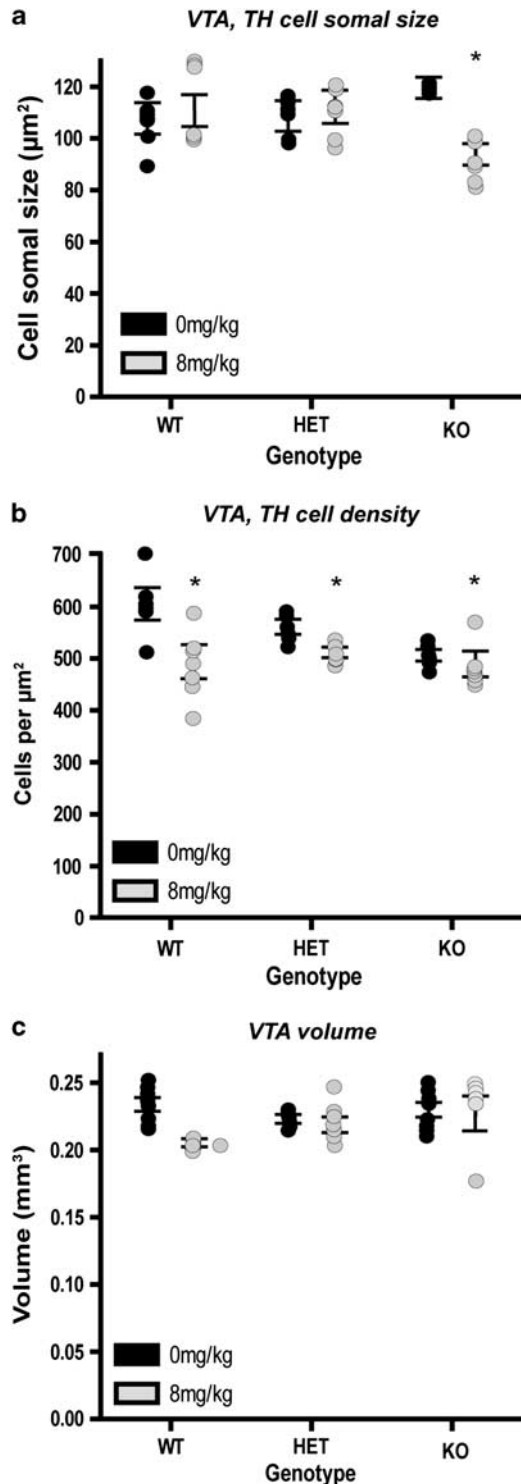 a
VTA, TH cell somal size
*
Cell somal size (µm²)
120
100
80
60
40
20
0
0mg/kg
8mg/kg
WT HET KO
Genotype
b
VTA, TH cell density
* * *
Cells per µm²
700
600
500
400
300
200
100
0
0mg/kg
8mg/kg
WT HET KO
Genotype
c
VTA volume
Volume (mm³)
0.25
0.20
0.15
0.10
0.05
0.00
0mg/kg
8mg/kg
WT HET KO
Genotype